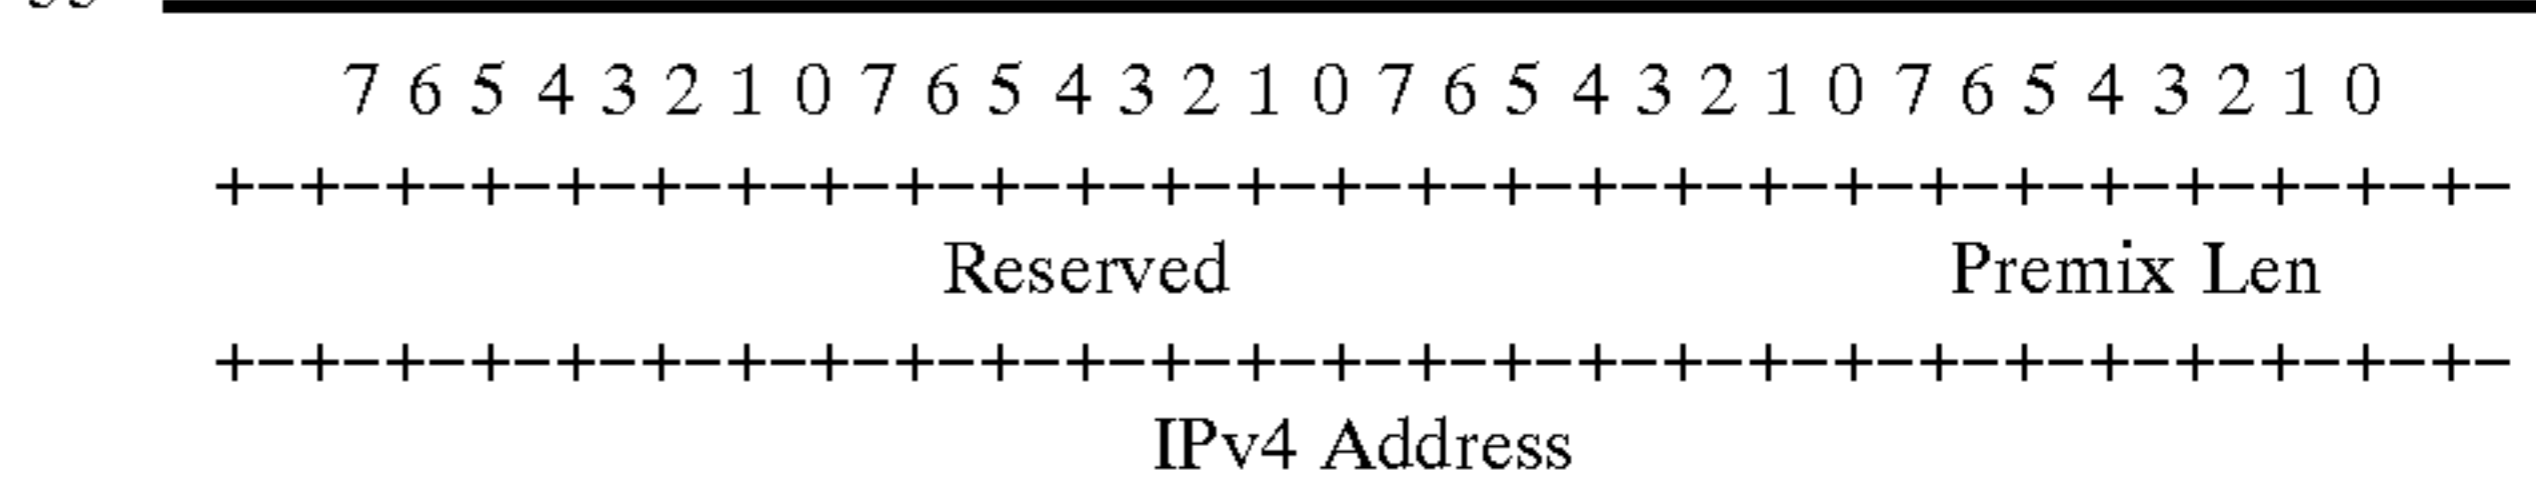 7 6 5 4 3 2 1 0 7 6 5 4 3 2 1 0 7 6 5 4 3 2 1 0 7 6 5 4 3 2 1 0
+-+-+-+-+-+-+-+-+-+-+-+-+-+-+-+-+-+-+-+-+-+-+-+-+-+-+-
Reserved Premix Len
+-+-+-+-+-+-+-+-+-+-+-+-+-+-+-+-+-+-+-+-+-+-+-+-+-+-+-
IPv4 Address